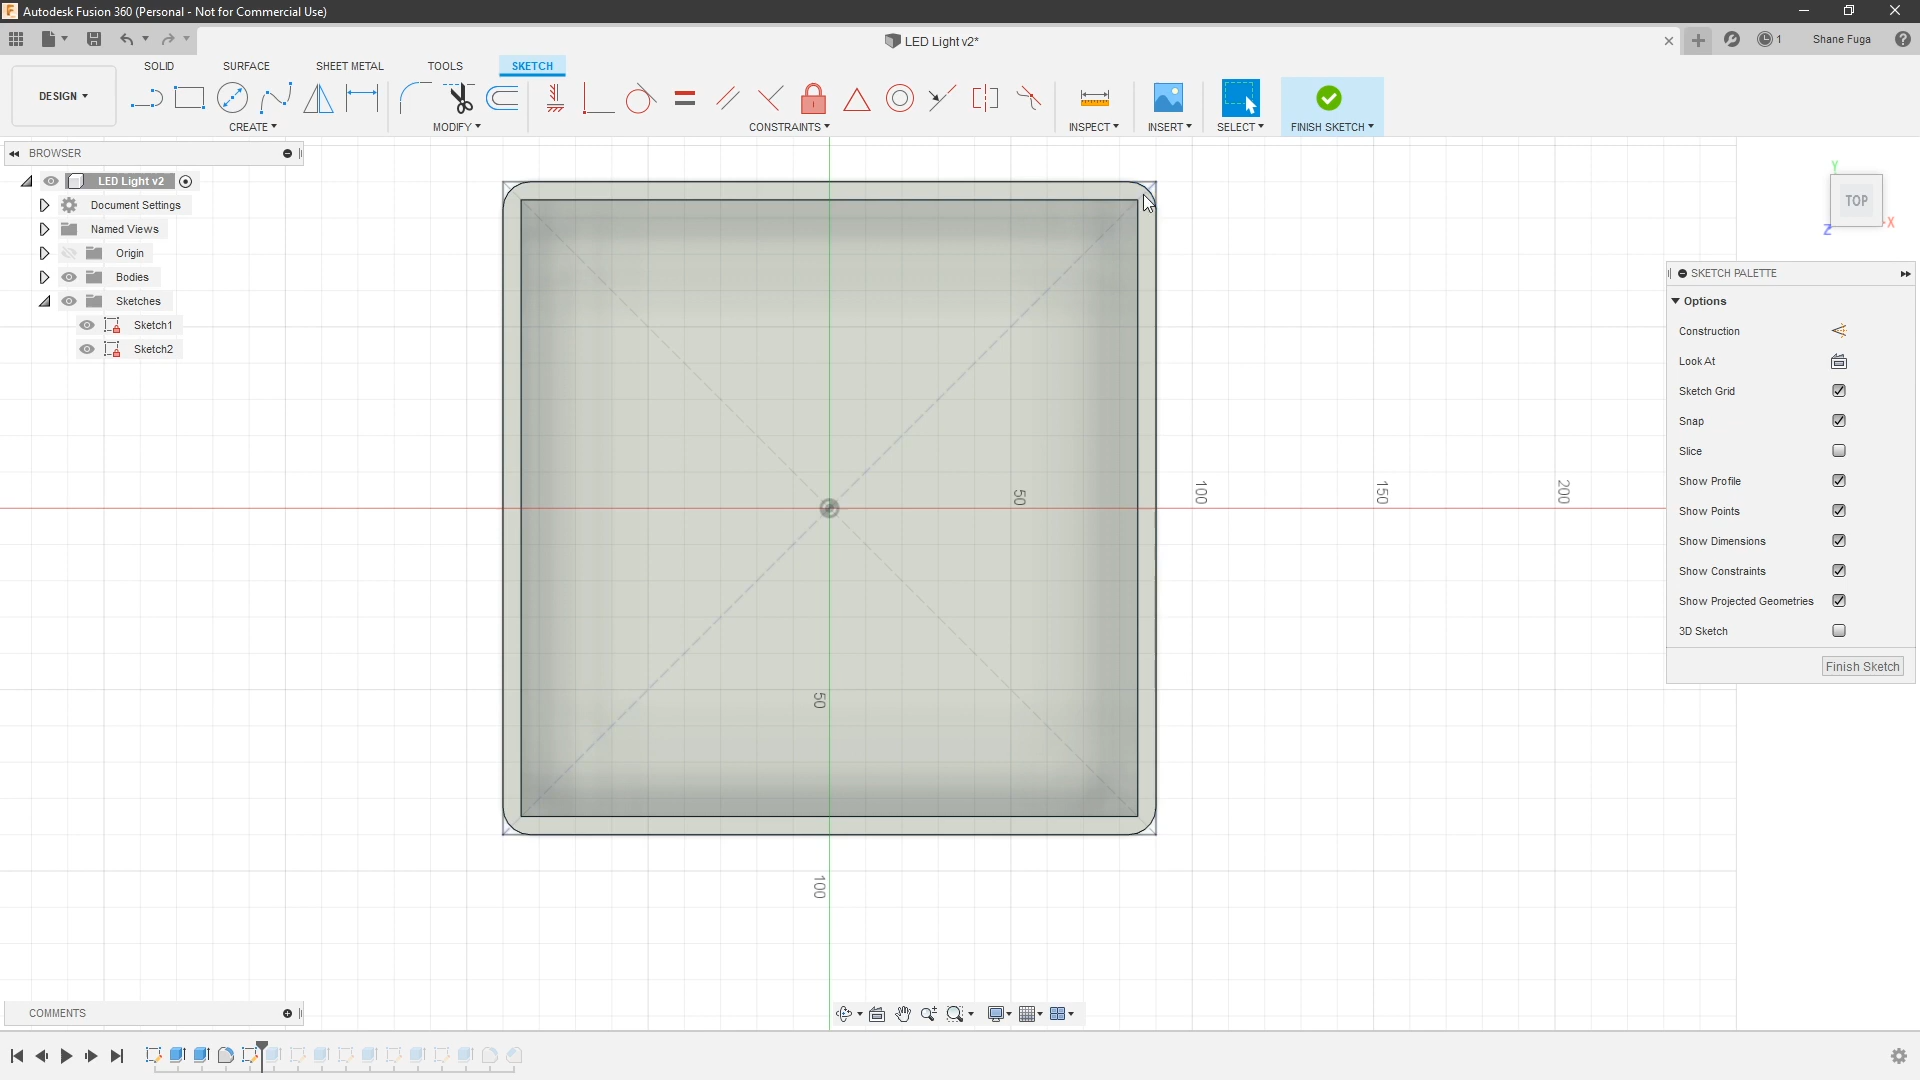 Autodesk Fusion 360 (Personal - Not for Commercial Use)
LED Light v2*
1
Shane Fuga
DESIGN
SOLID
SURFACE
SHEET METAL
TOOLS
SKETCH
CREATE
MODIFY
CONSTRAINTS
INSPECT
INSERT
SELECT
FINISH SKETCH
BROWSER
LED Light v2
Document Settings
Named Views
Origin
Bodies
Sketches
Sketch1
Sketch2
TOP
Y
X
Z
50
100
150
200
50
100
SKETCH PALETTE
Options
Construction
Look At
Sketch Grid
Snap
Slice
Show Profile
Show Points
Show Dimensions
Show Constraints
Show Projected Geometries
3D Sketch
Finish Sketch
COMMENTS